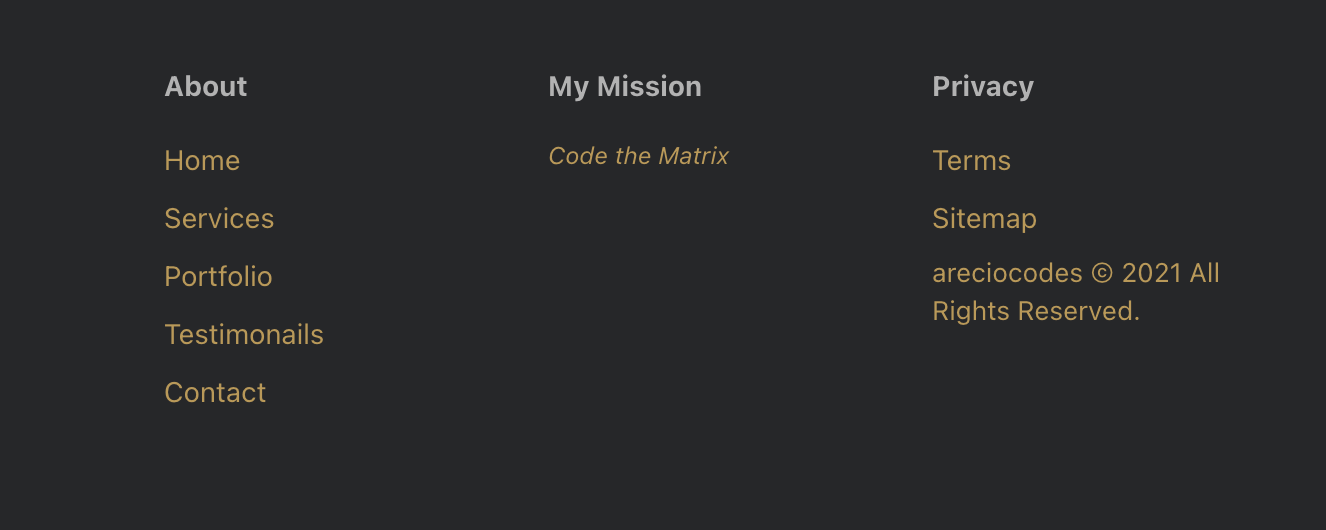 About
Home
Services
Portfolio
Testimonails
Contact
My Mission
Code the Matrix
Privacy
Terms
Sitemap
areciocodes © 2021 All
Rights Reserved.